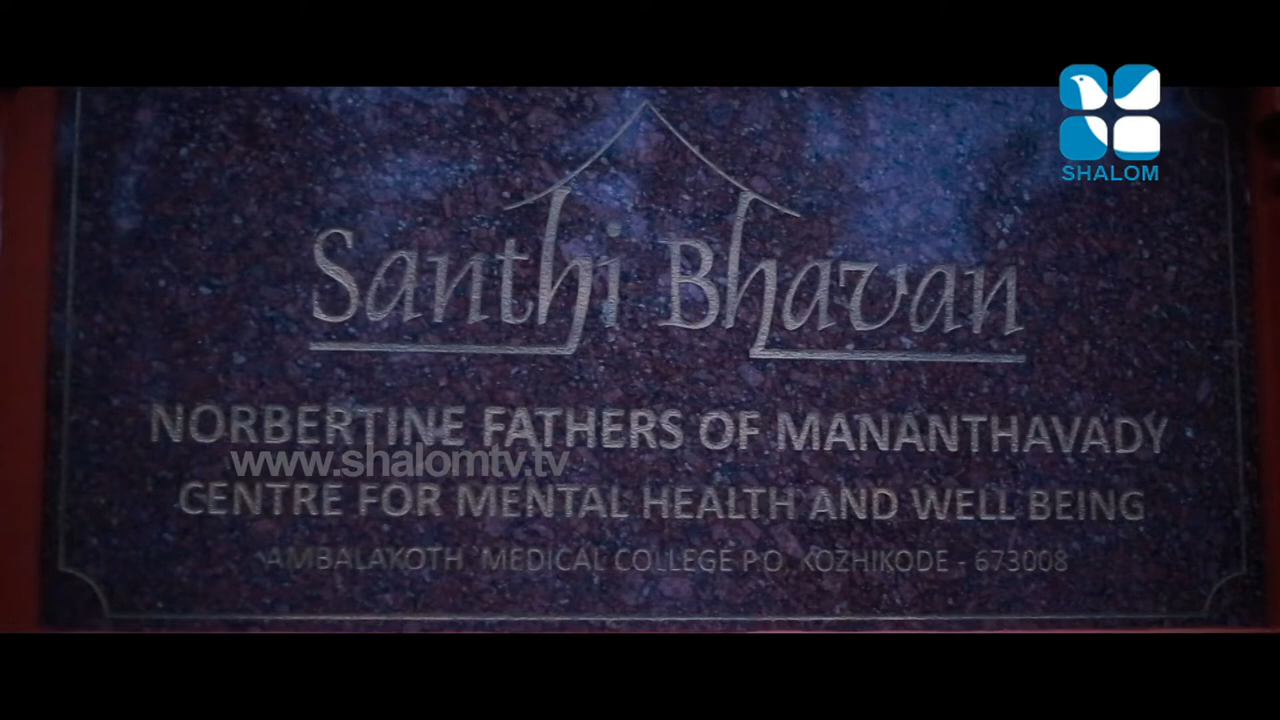 SHALOM
Santhi Bhavan
NORBERTINE FATHERS OF MANANTHAVADY
www.shalomtv.tv
CENTRE FOR MENTAL HEALTH AND WELL BEING
AMBALAKOTH, MEDICAL COLLEGE P.O, KOZHIKODE - 673008